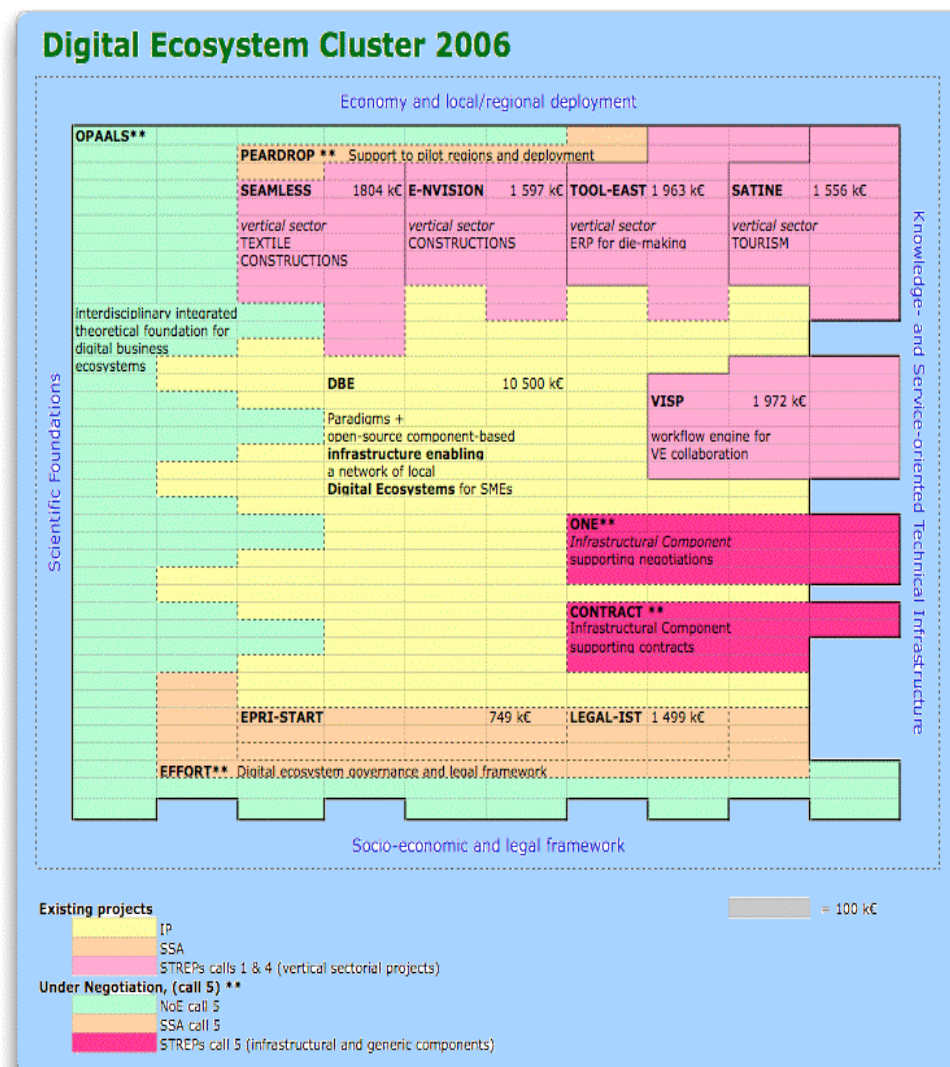 Digital Ecosystem Cluster 2006
Economy and local/regional deployment
OPAALS**
PEARDROP ** Support to pilot regions and deployment
SEAMLESS 1804 k€ E-NVISION 1 597 k€ TOOL-EAST 1 963 k€ SATINE 1 556 k€
vertical sector vertical sector vertical sector vertical sector
TEXTILE CONSTRUCTIONS ERP for die-making TOURISM
CONSTRUCTIONS
interdisciplinary integrated
theoretical foundation for
digital business
ecosystems
DBE 10 500 k€
Paradigms +
open-source component-based
infrastructure enabling
a network of local
Digital Ecosystems for SMEs
VISP 1 972 k€
workflow engine for
VE collaboration
ONE**
Infrastructural Component
supporting negotiations
CONTRACT **
Infrastructural Component
supporting contracts
EPRI-START 749 k€ LEGAL-IST 1 499 k€
EFFORT** Digital ecosystem governance and legal framework
Scientific Foundations
Knowledge- and Service-oriented Technical Infrastructure
Socio-economic and legal framework
Existing projects
IP
SSA
STREPs calls 1 & 4 (vertical sectorial projects)
Under Negotiation, (call 5) **
NoE call 5
SSA call 5
STREPs call 5 (infrastructural and generic components)
= 100 k€